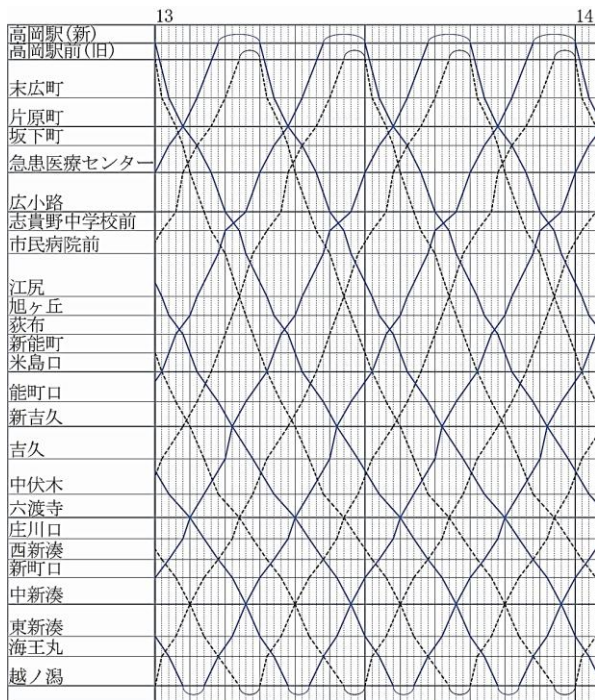 13 14
高岡駅(新)
高岡駅前(旧)
末広町
片原町
坂下町
急患医療センター
広小路
志貴野中学校前
市民病院前
江尻
旭ヶ丘
荻布
新能町
米島口
能町口
新吉久
吉久
中伏木
六渡寺
庄川口
西新湊
新町口
中新湊
東新湊
海王丸
越ノ潟